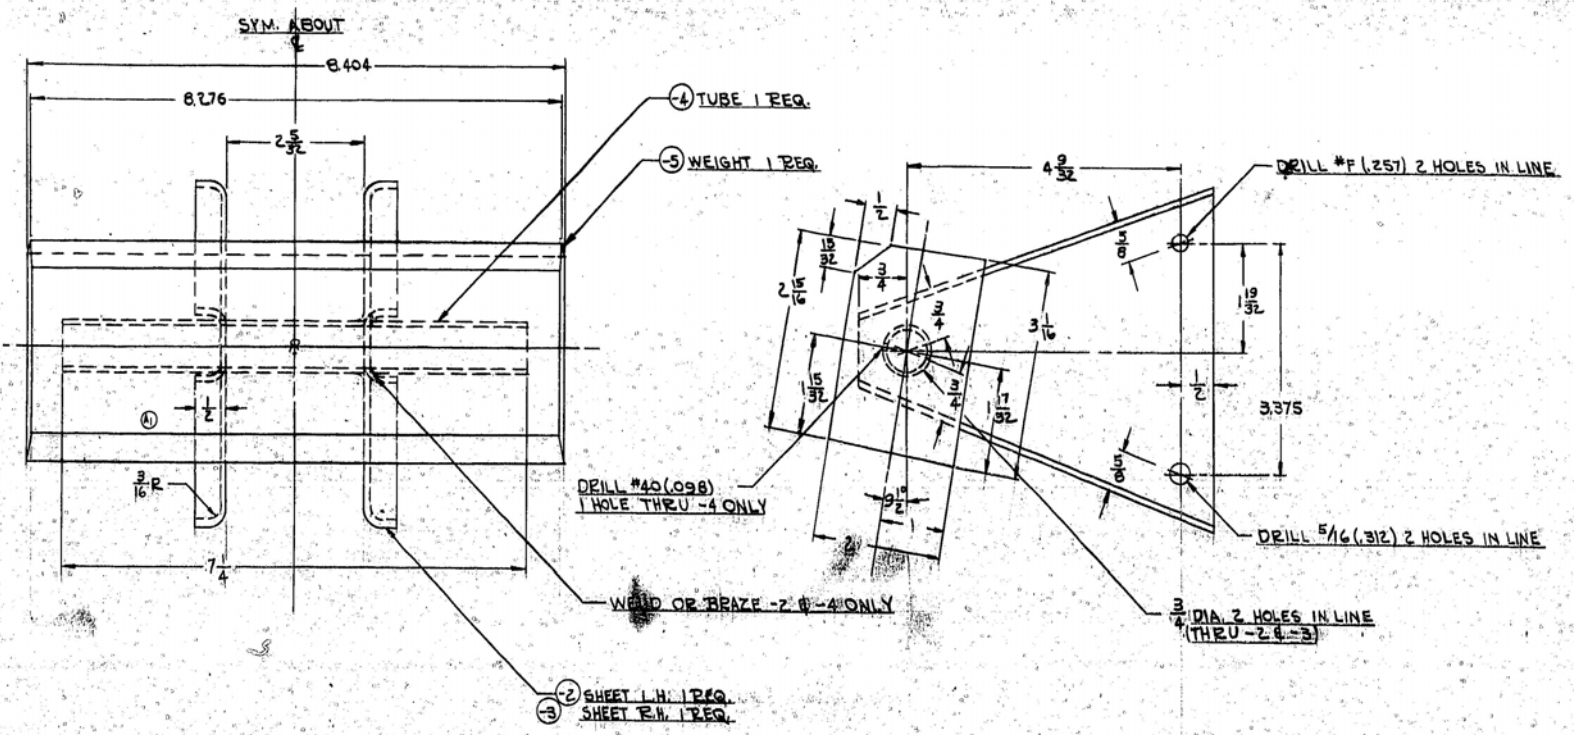 SYM. ABOUT
℄
8.404
8.276
2 5/32
-4 TUBE 1 REQ.
-5 WEIGHT 1 REQ.
1/2
A1
3/16 R
7 1/4
WELD OR BRAZE -2 & -4 ONLY
-2 SHEET L.H. 1 REQ.
-3 SHEET R.H. 1 REQ.
4 9/32
DRILL #F (.257) 2 HOLES IN LINE
1/2
15/32
3/4
2 15/16
5/8
3/4
3 1/16
1 19/32
1 15/32
3/4
1 7/32
1/2
3.375
5/8
DRILL #40 (.098)
1 HOLE THRU -4 ONLY
9 1/2°
1
2
DRILL 5/16 (.312) 2 HOLES IN LINE
3/4 DIA. 2 HOLES IN LINE
(THRU -2 & -3)